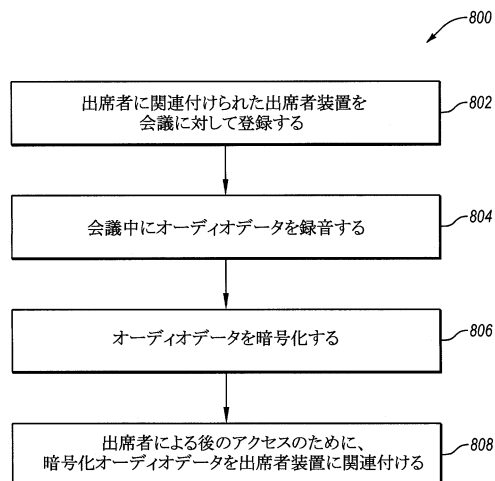 800
出席者に関連付けられた出席者装置を
会議に対して登録する
802
会議中にオーディオデータを録音する
804
オーディオデータを暗号化する
806
出席者による後のアクセスのために、
暗号化オーディオデータを出席者装置に関連付ける
808